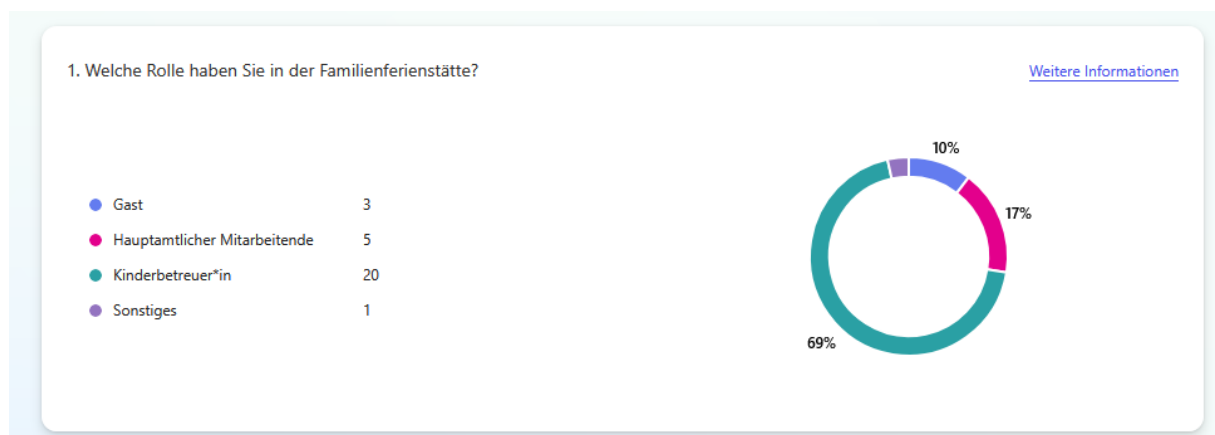 1. Welche Rolle haben Sie in der Familienferienstätte?
Weitere Informationen
Gast 3
Hauptamtlicher Mitarbeitende 5
Kinderbetreuer*in 20
Sonstiges 1
10%
17%
69%